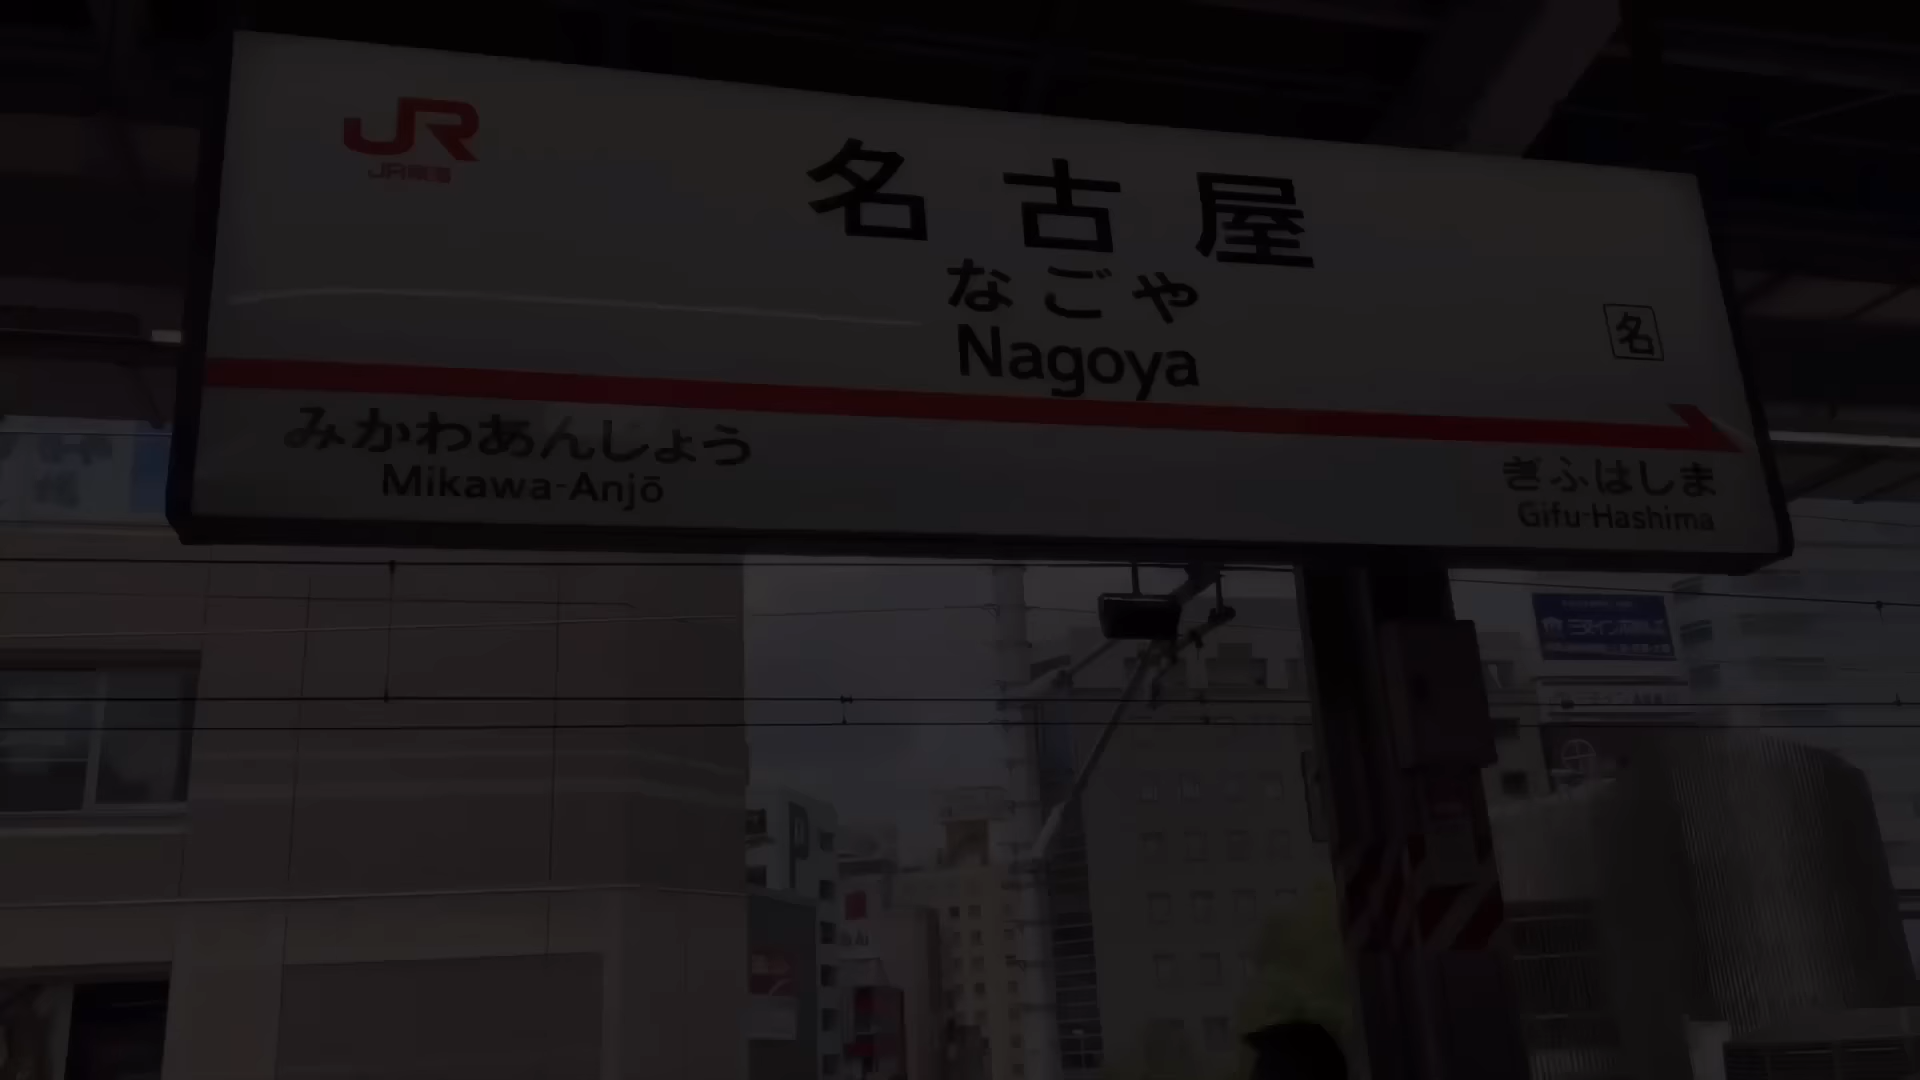 JR
JR東海
名古屋
なごや
Nagoya
名
みかわあんじょう
Mikawa-Anjō
ぎふはしま
Gifu-Hashima
P